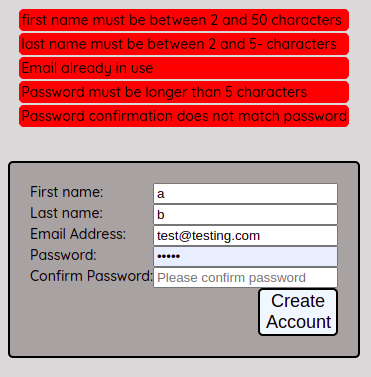 first name must be between 2 and 50 characters
last name must be between 2 and 5- characters
Email already in use
Password must be longer than 5 characters
Password confirmation does not match password
First name: a
Last name: b
Email Address: test@testing.com
Password: •••••
Confirm Password: Please confirm password
Create
Account